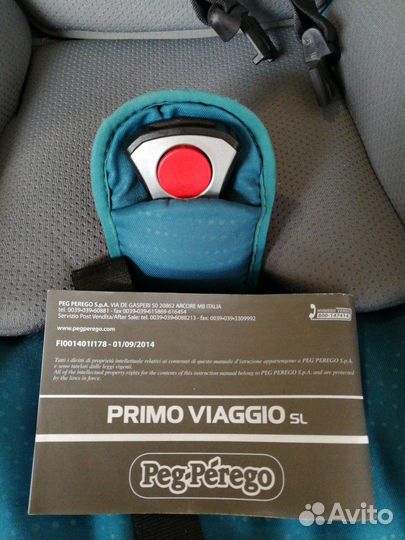 PEG PEREGO S.p.A. VIA DE GASPERI 50 20862 ARCORE MB ITALIA
tel. 0039-039-60881 - fax 0039-039-615869-616454
Servizio Post Vendita/After Sale: tel. 0039-039-6088213 - fax: 0039-039-3309992
800-147414
www.pegperego.com
FI001401I178 - 01/09/2014
Tutti i diritti di proprietà intellettuale relativi ai contenuti di questo manuale d'istruzione appartengono a PEG PEREGO S.p.A.
e sono tutelati dalle leggi vigenti.
All of the intellectual property rights for the contents of this instruction manual belong to PEG PEREGO S.p.A. and are protected
by the laws in force.
PRIMO VIAGGIO SL
Peg-Pérego
Avito